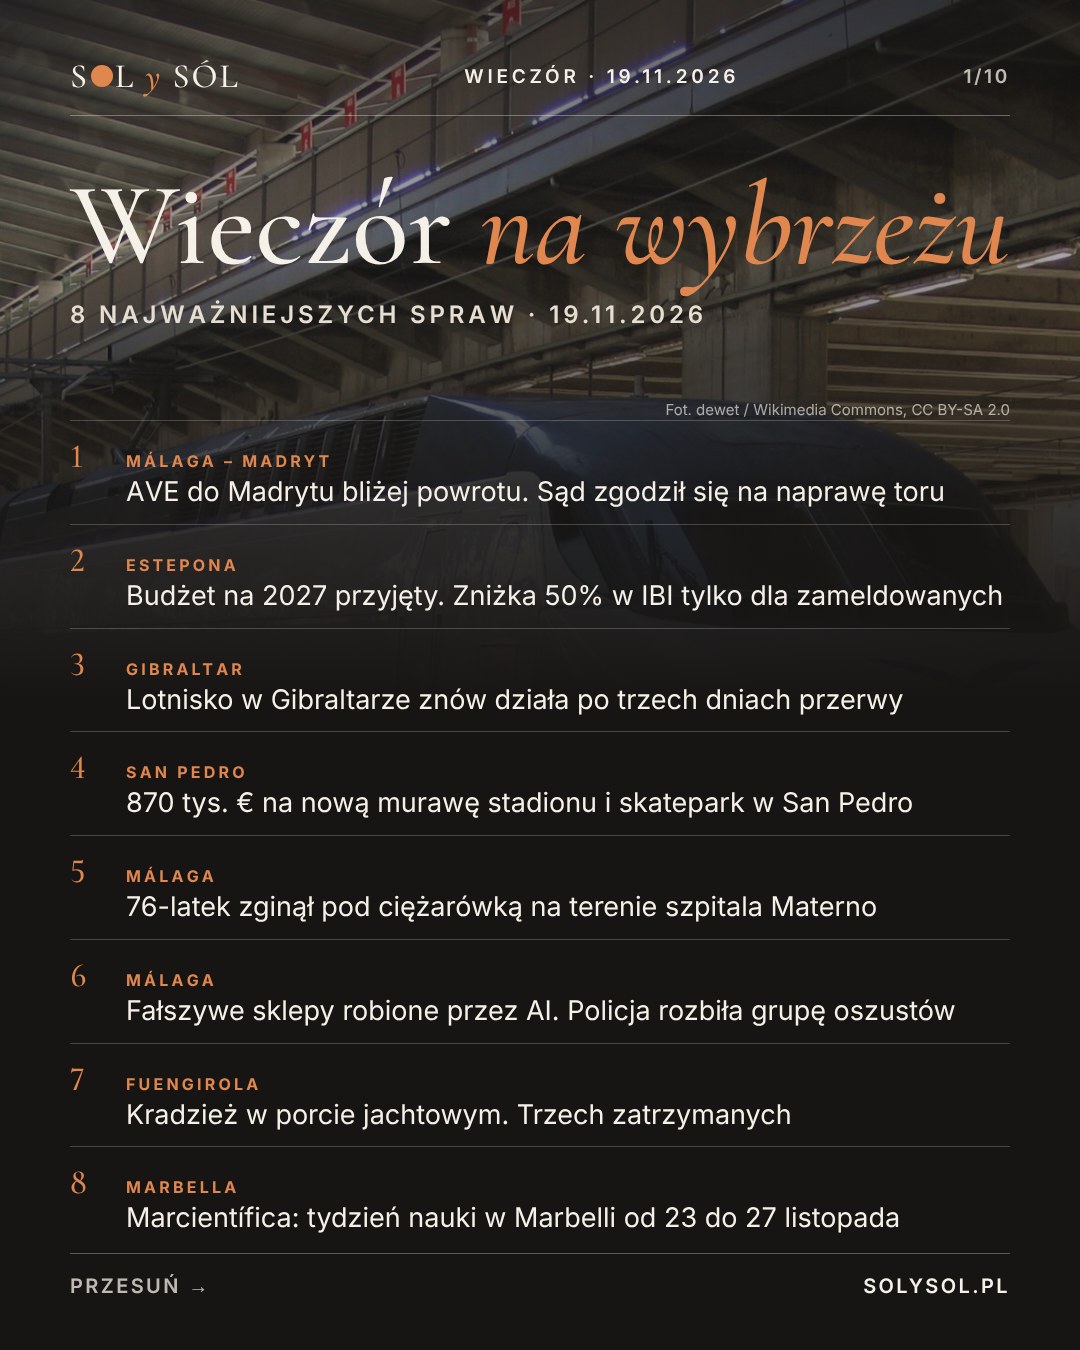 SOL y SÓL
WIECZÓR · 19.11.2026
1/10
Wieczór na wybrzeżu
8 NAJWAŻNIEJSZYCH SPRAW · 19.11.2026
Fot. dewet / Wikimedia Commons, CC BY-SA 2.0
1 MÁLAGA – MADRYT
AVE do Madrytu bliżej powrotu. Sąd zgodził się na naprawę toru
2 ESTEPONA
Budżet na 2027 przyjęty. Zniżka 50% w IBI tylko dla zameldowanych
3 GIBRALTAR
Lotnisko w Gibraltarze znów działa po trzech dniach przerwy
4 SAN PEDRO
870 tys. € na nową murawę stadionu i skatepark w San Pedro
5 MÁLAGA
76-latek zginął pod ciężarówką na terenie szpitala Materno
6 MÁLAGA
Fałszywe sklepy robione przez AI. Policja rozbiła grupę oszustów
7 FUENGIROLA
Kradzież w porcie jachtowym. Trzech zatrzymanych
8 MARBELLA
Marcientífica: tydzień nauki w Marbelli od 23 do 27 listopada
PRZESUŃ →
SOLYSOL.PL